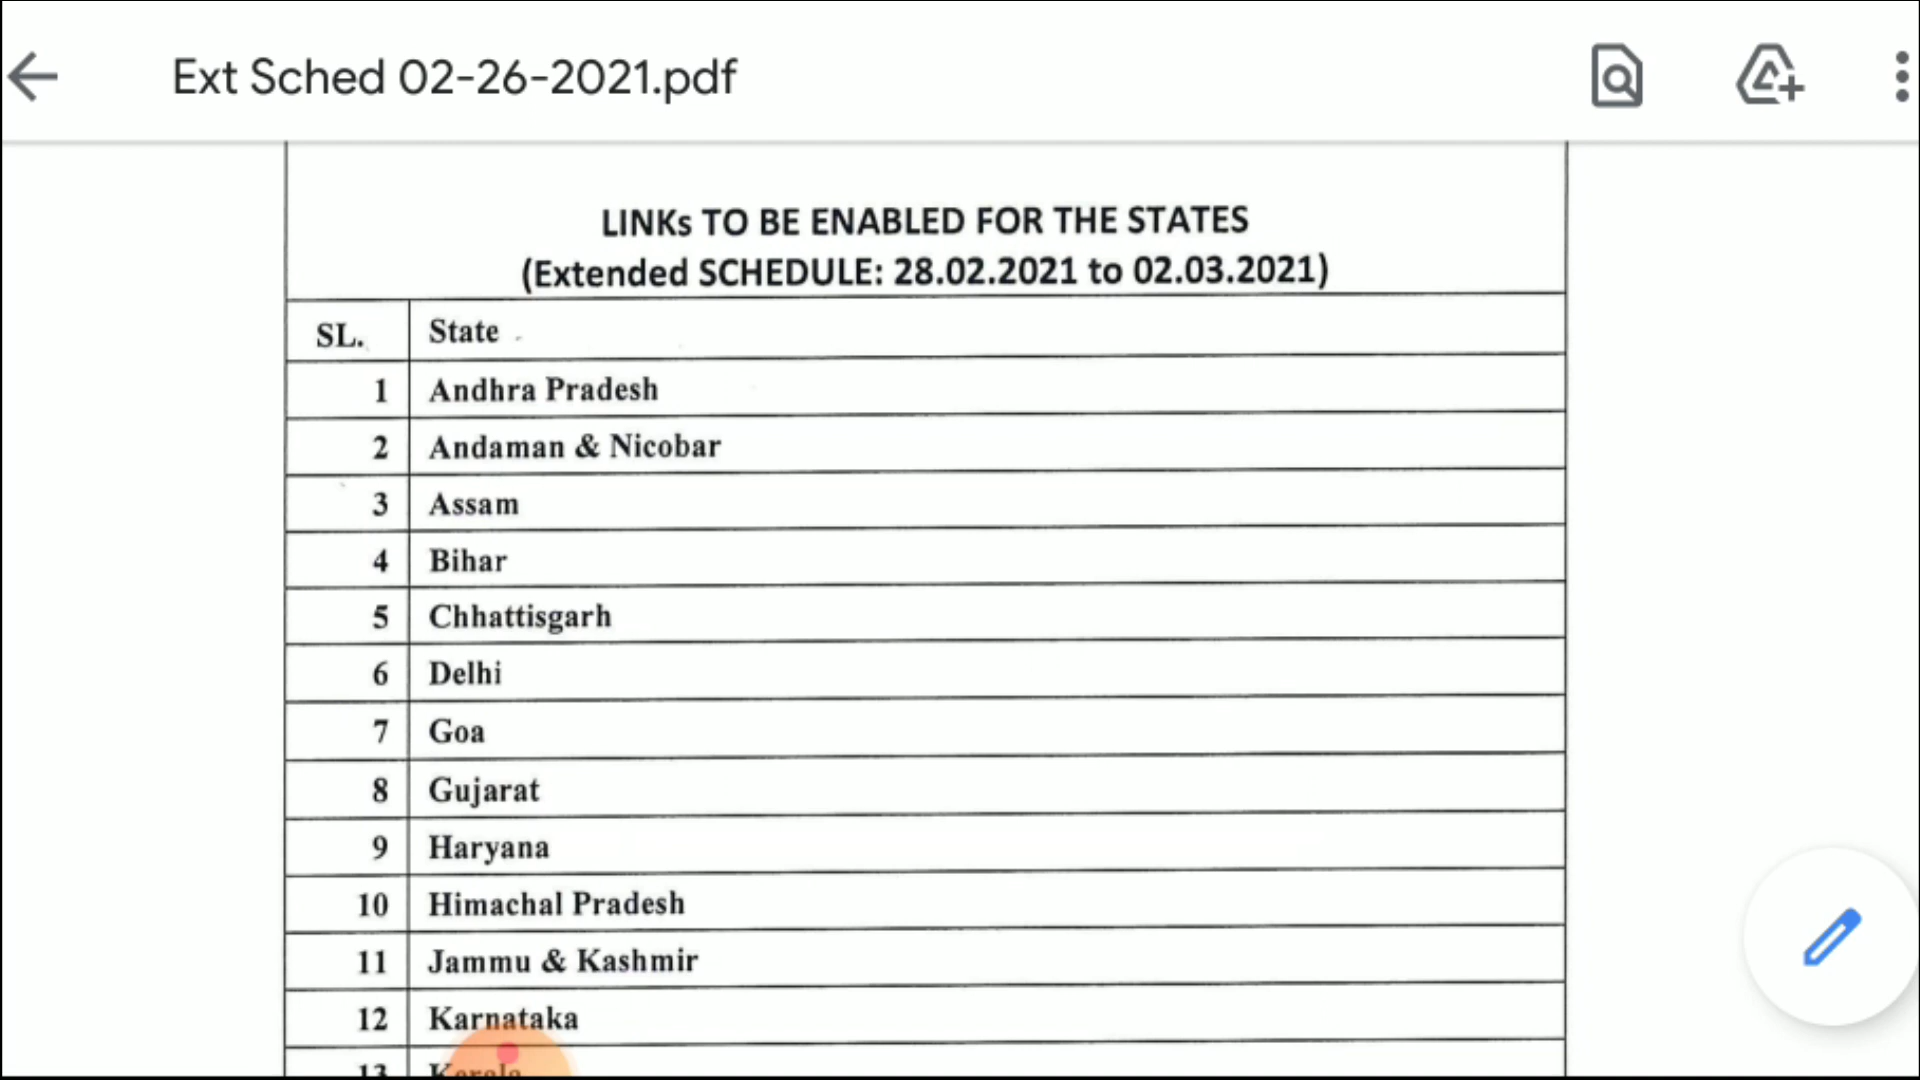 Ext Sched 02-26-2021.pdf
LINKs TO BE ENABLED FOR THE STATES
(Extended SCHEDULE: 28.02.2021 to 02.03.2021)
SL. State
1 Andhra Pradesh
2 Andaman & Nicobar
3 Assam
4 Bihar
5 Chhattisgarh
6 Delhi
7 Goa
8 Gujarat
9 Haryana
10 Himachal Pradesh
11 Jammu & Kashmir
12 Karnataka
13 Kerala